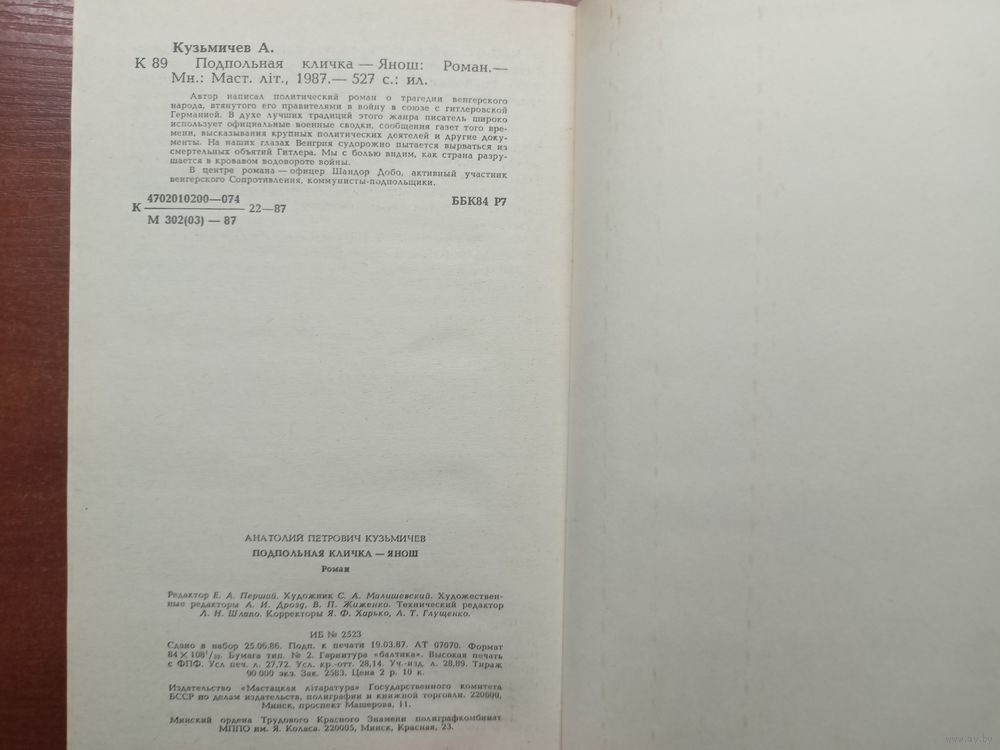 Кузьмичев А.
К 89 Подпольная кличка — Янош: Роман.—
Мн.: Маст. літ., 1987.— 527 с.: ил.
Автор написал политический роман о трагедии венгерского
народа, втянутого его правителями в войну в союзе с гитлеровской
Германией. В духе лучших традиций этого жанра писатель широко
использует официальные военные сводки, сообщения газет того вре-
мени, высказывания крупных политических деятелей и другие доку-
менты. На наших глазах Венгрия судорожно пытается вырваться из
смертельных объятий Гитлера. Мы с болью видим, как страна разру-
шается в кровавом водовороте войны.
В центре романа — офицер Шандор Добо, активный участник
венгерского Сопротивления, коммунисты-подпольщики.
4702010200—074
К 22—87
М 302(03) — 87
ББК84 Р7
АНАТОЛИЙ ПЕТРОВИЧ КУЗЬМИЧЕВ
ПОДПОЛЬНАЯ КЛИЧКА — ЯНОШ
Роман
Редактор Е. А. Першай. Художник С. А. Малишевский. Художествен-
ные редакторы А. И. Дрозд, В. П. Жиженко. Технический редактор
Л. Н. Шлапо. Корректоры Я. Ф. Харько, А. Т. Глущенко.
ИБ № 2523
Сдано в набор 25.06.86. Подп. к печати 19.03.87. АТ 07070. Формат
84×108¹/₃₂. Бумага тип. № 2. Гарнитура «балтика». Высокая печать
с ФПФ. Усл печ. л. 27,72. Усл. кр.-отт. 28,14. Уч.-изд. л. 28,89. Тираж
90 000 экз. Зак. 2583. Цена 2 р. 10 к.
Издательство «Мастацкая літаратура» Государственного комитета
БССР по делам издательств, полиграфии и книжной торговли. 220600,
Минск, проспект Машерова, 11.
Минский ордена Трудового Красного Знамени полиграфкомбинат
МППО им. Я. Коласа. 220005, Минск, Красная, 23.
www.ay.by